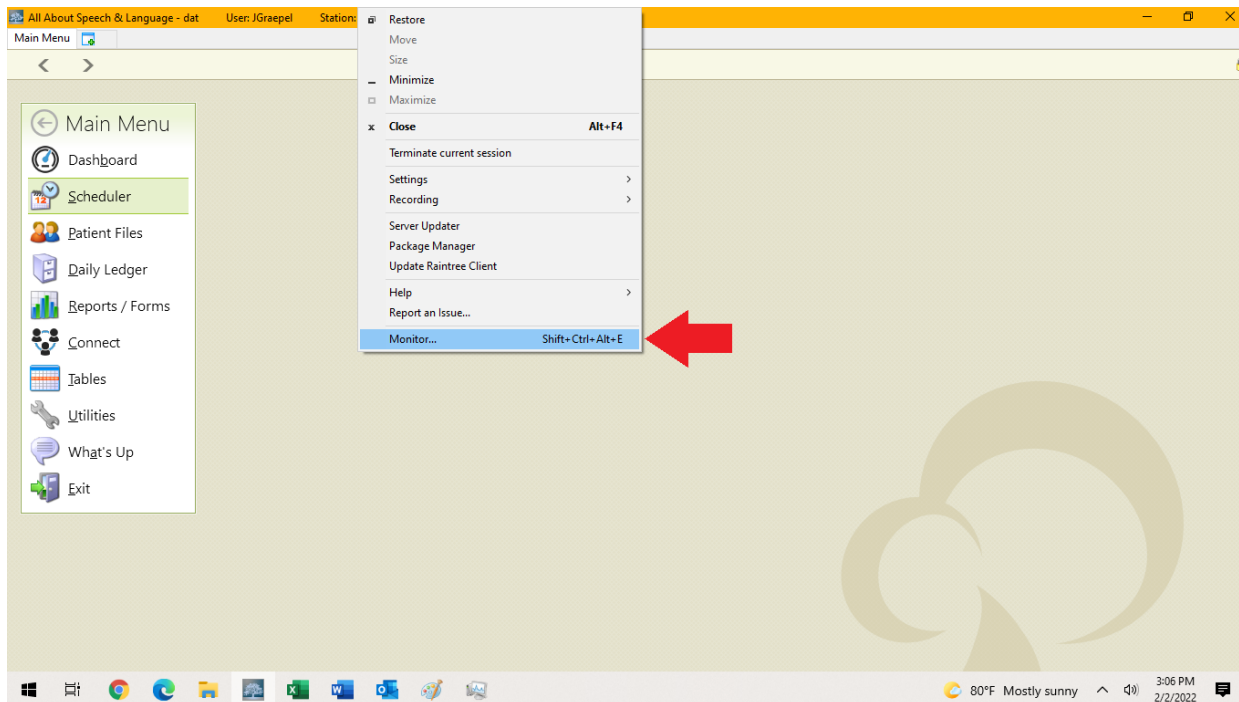 All About Speech & Language - dat User: JGraepel Station:
Main Menu
Restore
Move
Size
Minimize
Maximize
Close Alt+F4
Terminate current session
Settings
Recording
Server Updater
Package Manager
Update Raintree Client
Help
Report an Issue...
Monitor... Shift+Ctrl+Alt+E
Main Menu
Dashboard
12
Scheduler
Patient Files
Daily Ledger
Reports / Forms
Connect
Tables
Utilities
What's Up
Exit
80°F Mostly sunny
3:06 PM
2/2/2022